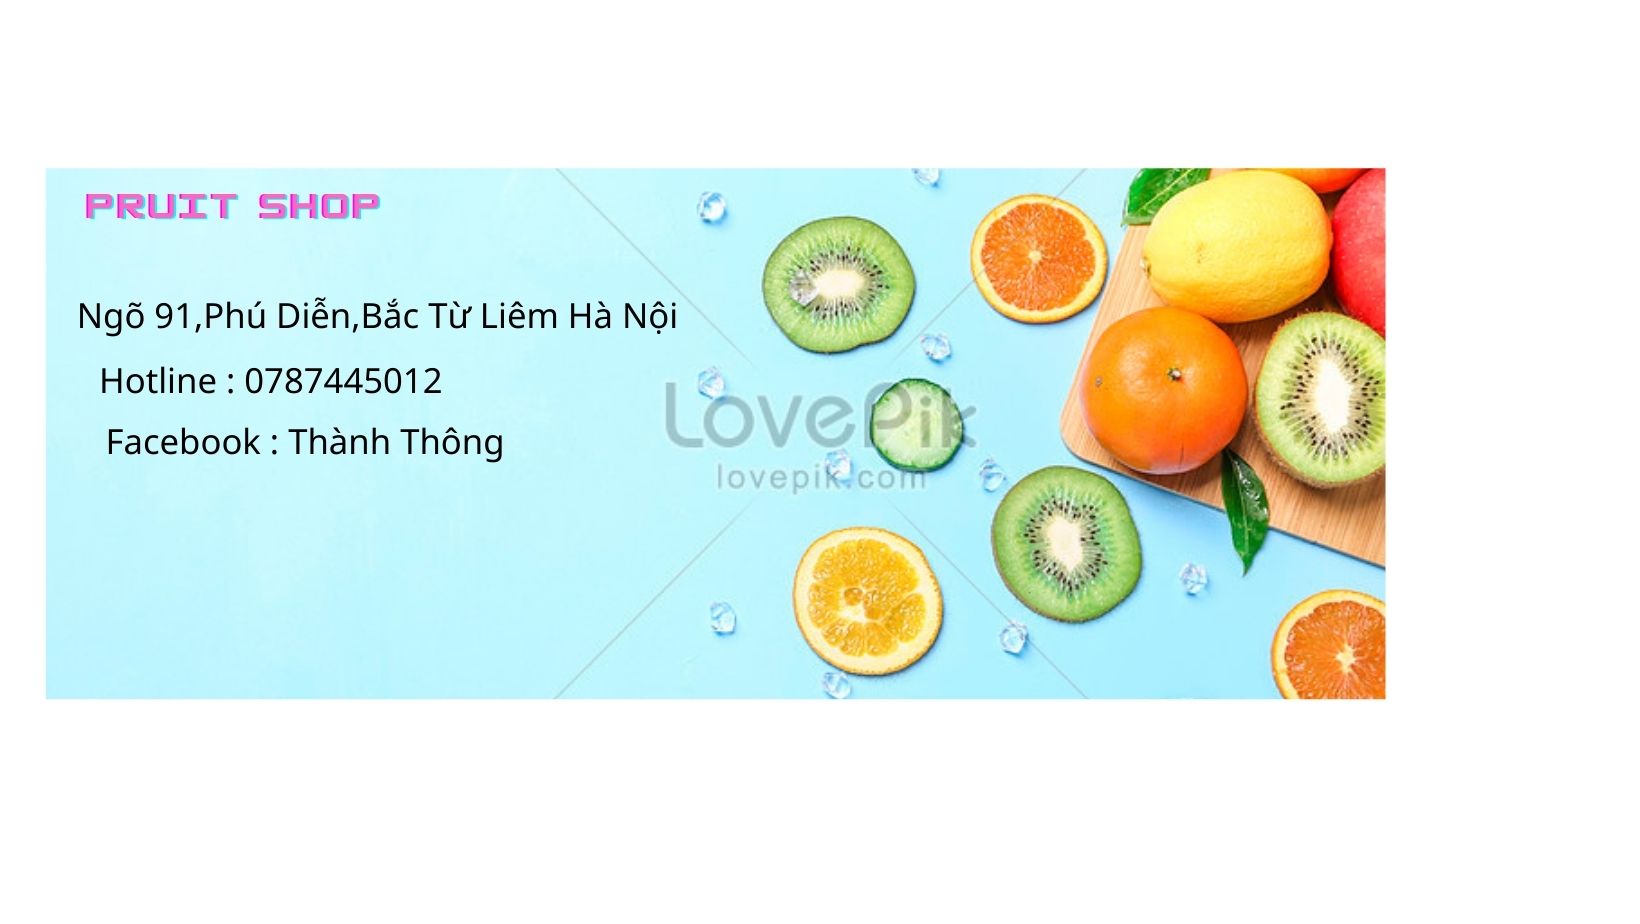 PRUIT SHOP
Ngõ 91,Phú Diễn,Bắc Từ Liêm Hà Nội
Hotline : 0787445012
Facebook : Thành Thông
LovePik
lovepik.com